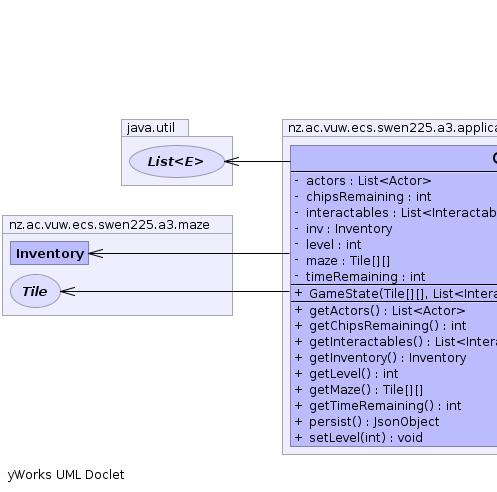 java.util
List<E>
nz.ac.vuw.ecs.swen225.a3.maze
Inventory
Tile
nz.ac.vuw.ecs.swen225.a3.applica
- actors : List<Actor>
- chipsRemaining : int
- interactables : List<Interactab
- inv : Inventory
- level : int
- maze : Tile[][]
- timeRemaining : int
+ GameState(Tile[][], List<Intera
+ getActors() : List<Actor>
+ getChipsRemaining() : int
+ getInteractables() : List<Intera
+ getInventory() : Inventory
+ getLevel() : int
+ getMaze() : Tile[][]
+ getTimeRemaining() : int
+ persist() : JsonObject
+ setLevel(int) : void
yWorks UML Doclet